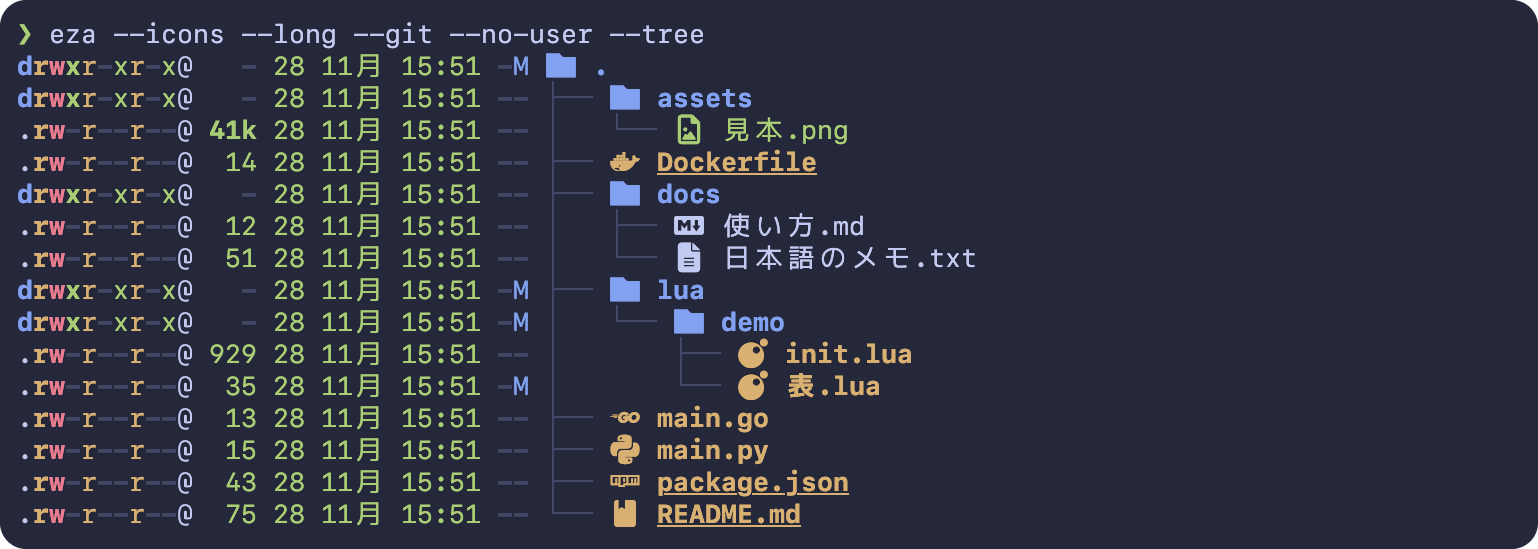 ❯ eza --icons --long --git --no-user --tree
drwxr-xr-x@   - 28 11月 15:51 -M .
drwxr-xr-x@   - 28 11月 15:51 -- ├── assets
.rw-r--r--@ 41k 28 11月 15:51 -- │   └── 見本.png
.rw-r--r--@  14 28 11月 15:51 -- ├── Dockerfile
drwxr-xr-x@   - 28 11月 15:51 -- ├── docs
.rw-r--r--@  12 28 11月 15:51 -- │   ├── 使い方.md
.rw-r--r--@  51 28 11月 15:51 -- │   └── 日本語のメモ.txt
drwxr-xr-x@   - 28 11月 15:51 -M ├── lua
drwxr-xr-x@   - 28 11月 15:51 -M │   └── demo
.rw-r--r--@ 929 28 11月 15:51 -- │       ├── init.lua
.rw-r--r--@  35 28 11月 15:51 -M │       └── 表.lua
.rw-r--r--@  13 28 11月 15:51 -- ├── main.go
.rw-r--r--@  15 28 11月 15:51 -- ├── main.py
.rw-r--r--@  43 28 11月 15:51 -- ├── package.json
.rw-r--r--@  75 28 11月 15:51 -- └── README.md